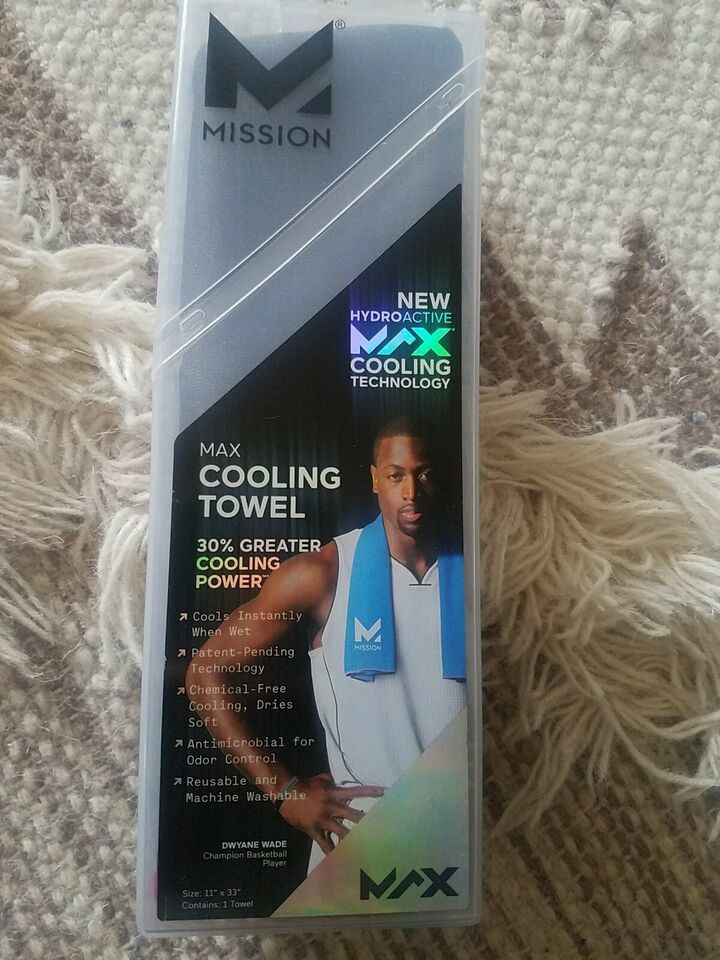 ®
MISSION
NEW
HYDROACTIVE
MAX®
COOLING
TECHNOLOGY
MAX
COOLING
TOWEL
30% GREATER
COOLING
POWER™
Cools Instantly
When Wet
Patent-Pending
Technology
Chemical-Free
Cooling, Dries
Soft
Antimicrobial for
Odor Control
Reusable and
Machine Washable
MISSION
DWYANE WADE
Champion Basketball
Player
Size: 11" x 33"
Contains: 1 Towel
MAX